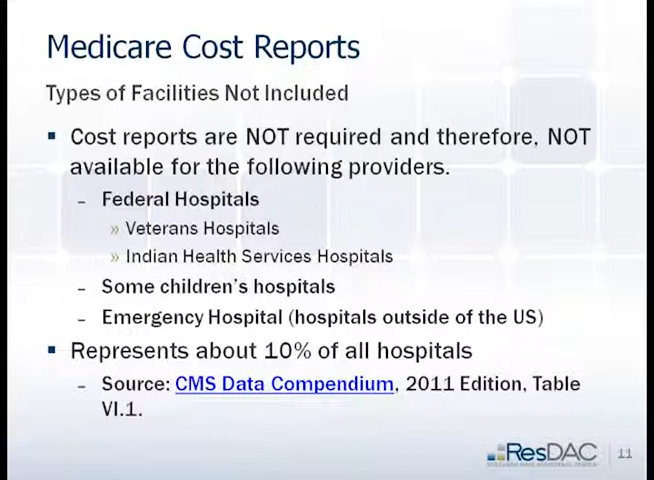 Medicare Cost Reports
Types of Facilities Not Included
▪ Cost reports are NOT required and therefore, NOT
available for the following providers.
– Federal Hospitals
» Veterans Hospitals
» Indian Health Services Hospitals
– Some children's hospitals
– Emergency Hospital (hospitals outside of the US)
▪ Represents about 10% of all hospitals
– Source: CMS Data Compendium, 2011 Edition, Table
VI.1.
ResDAC 11